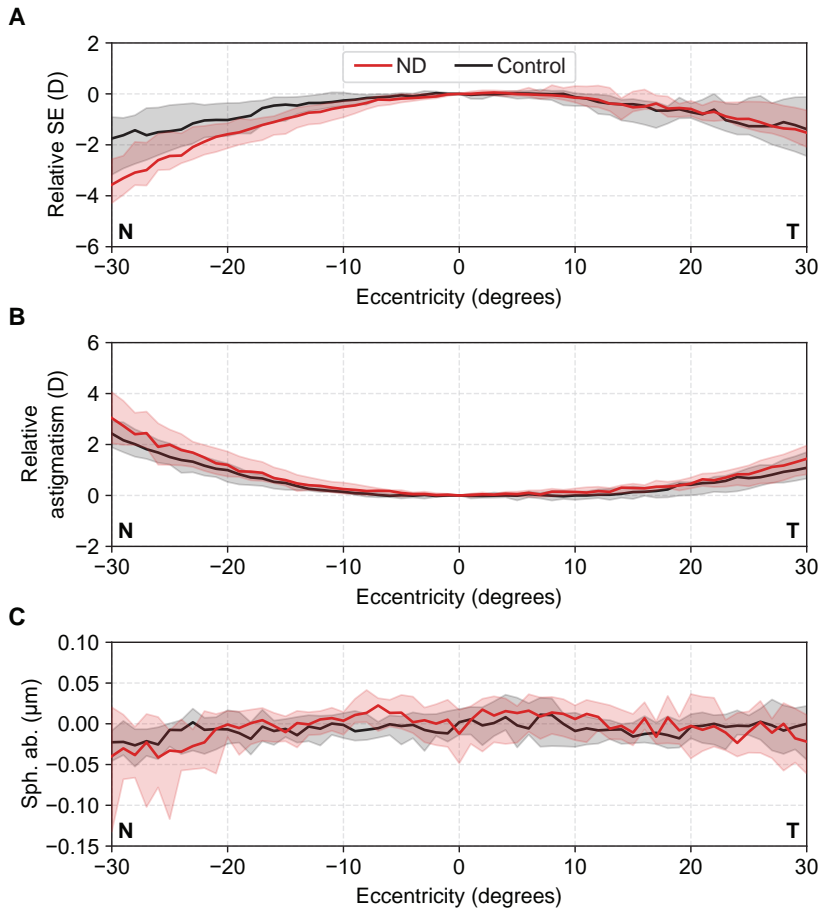 A
2
0
−2
−4
−6
Relative SE (D)
ND
Control
N
T
−30
−20
−10
0
10
20
30
Eccentricity (degrees)
B
6
4
2
0
−2
Relative
astigmatism (D)
N
T
−30
−20
−10
0
10
20
30
Eccentricity (degrees)
C
0.10
0.05
0.00
−0.05
−0.10
−0.15
Sph. ab. (μm)
N
T
−30
−20
−10
0
10
20
30
Eccentricity (degrees)